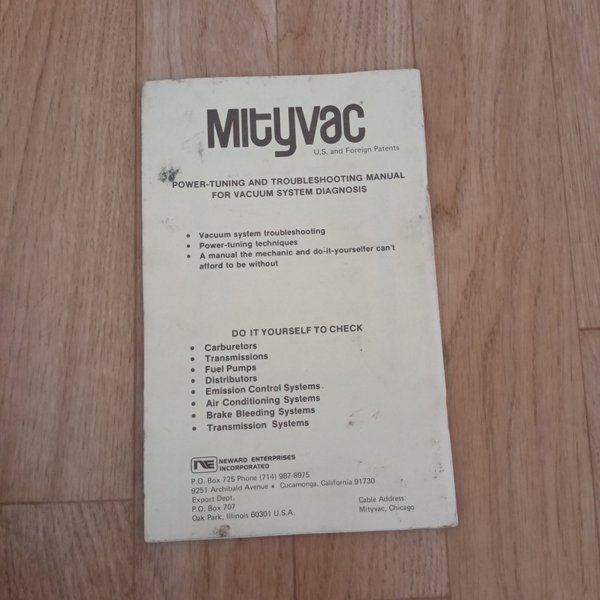 Mityvac®
U.S. and Foreign Patents
POWER-TUNING AND TROUBLESHOOTING MANUAL
FOR VACUUM SYSTEM DIAGNOSIS
• Vacuum system troubleshooting
• Power-tuning techniques
• A manual the mechanic and do-it-yourselfer can't
afford to be without
DO IT YOURSELF TO CHECK
• Carburetors
• Transmissions
• Fuel Pumps
• Distributors
• Emission Control Systems
• Air Conditioning Systems
• Brake Bleeding Systems
• Transmission Systems
NE NEWARD ENTERPRISES
INCORPORATED
P.O. Box 725 Phone (714) 987-8975
9251 Archibald Avenue • Cucamonga, California 91730
Export Dept.
P.O. Box 707
Oak Park, Illinois 60301 U.S.A.
Cable Address:
Mityvac, Chicago